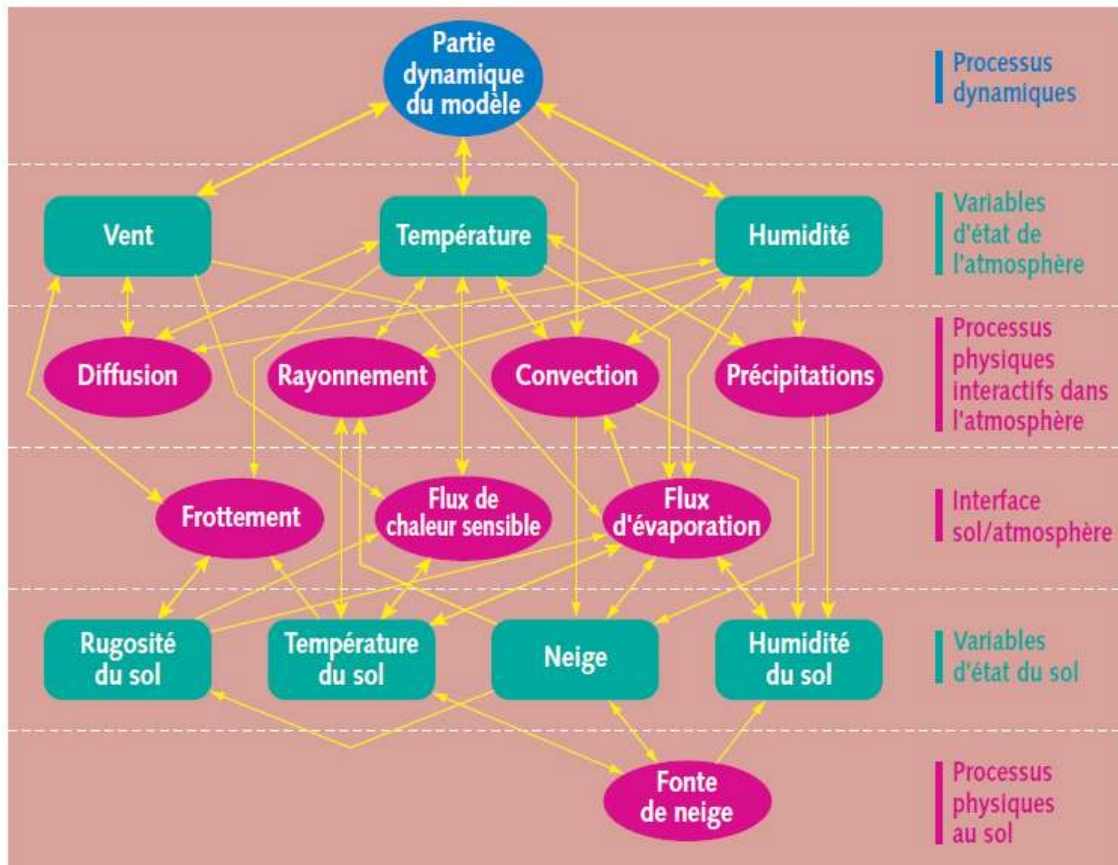 Partie
dynamique
du modèle
Processus
dynamiques
Vent
Température
Humidité
Variables
d'état de
l'atmosphère
Diffusion
Rayonnement
Convection
Précipitations
Processus
physiques
interactifs dans
l'atmosphère
Frottement
Flux de
chaleur sensible
Flux
d'évaporation
Interface
sol/atmosphère
Rugosité
du sol
Température
du sol
Neige
Humidité
du sol
Variables
d'état du sol
Fonte
de neige
Processus
physiques
au sol